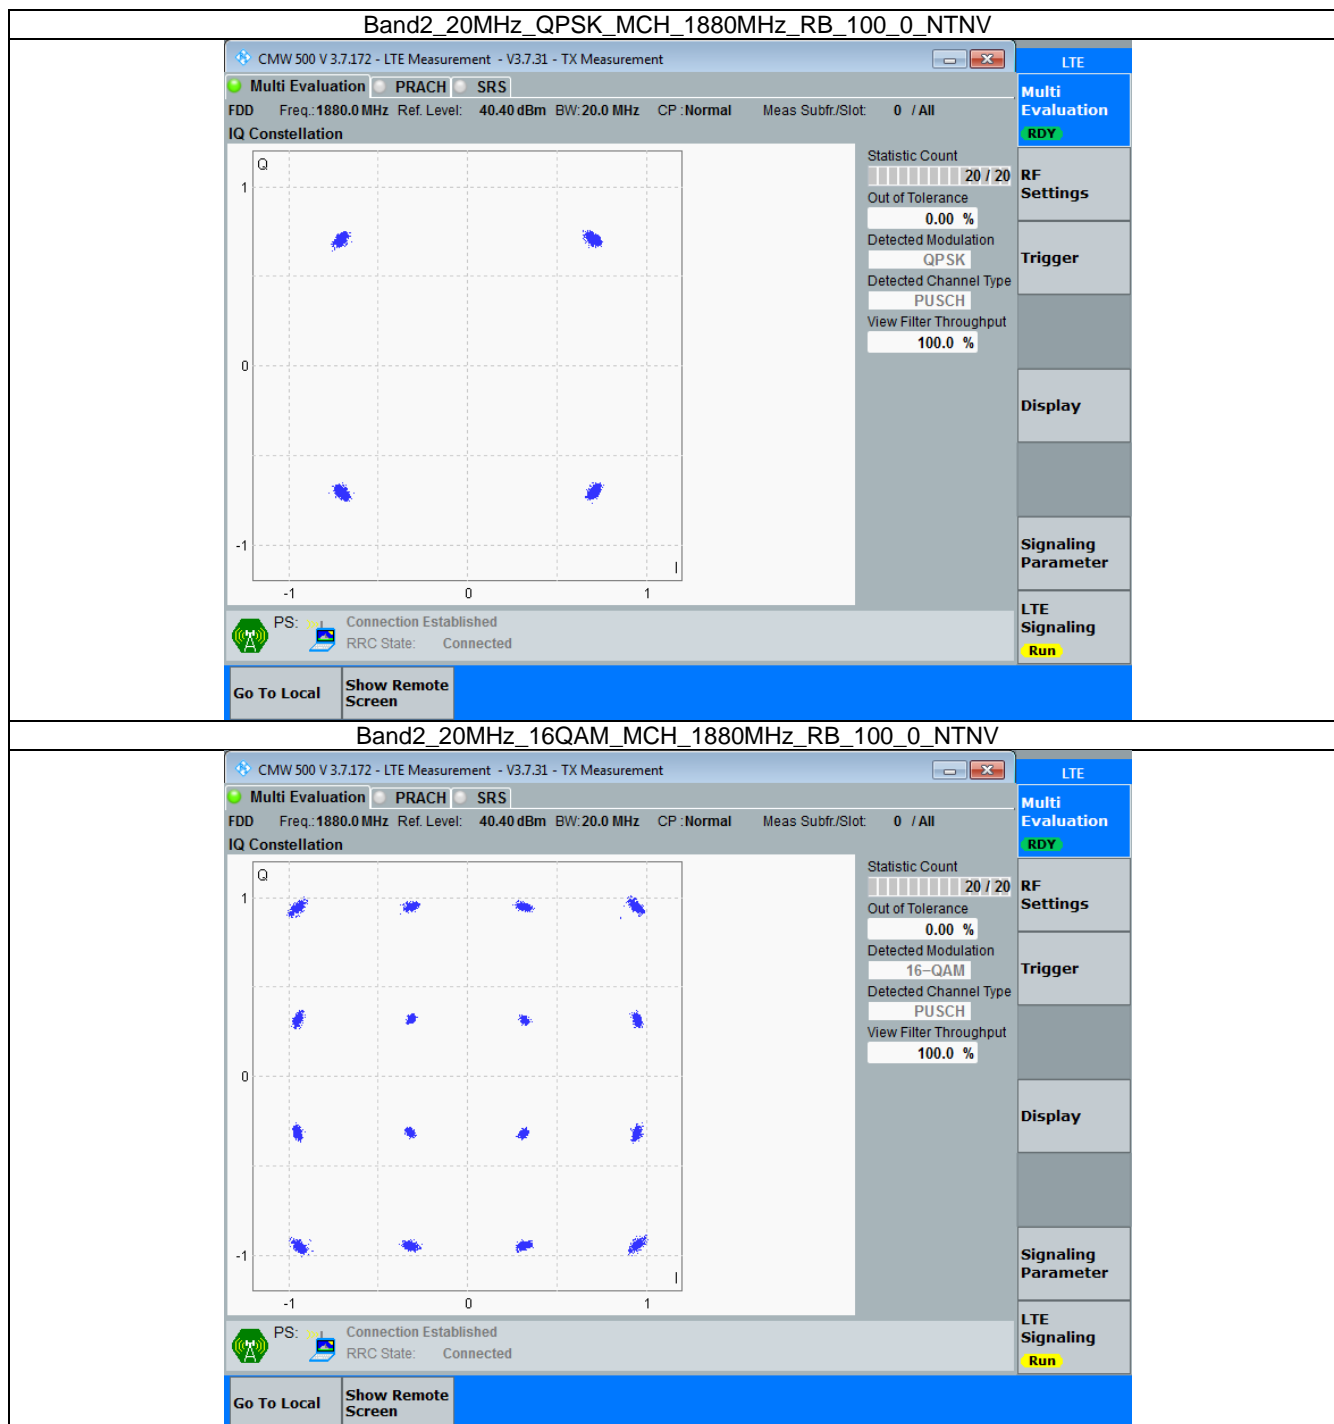 Band2_20MHz_QPSK_MCH_1880MHz_RB_100_0_NTNV
CMW 500 V 3.7.172 - LTE Measurement - V3.7.31 - TX Measurement
LTE
Multi Evaluation PRACH SRS
Multi Evaluation
RDY
FDD Freq.: 1880.0 MHz Ref. Level: 40.40 dBm BW: 20.0 MHz CP : Normal Meas Subfr./Slot: 0 / All
IQ Constellation
Q
1
0
-1
I
-1 0 1
Statistic Count
20 / 20
Out of Tolerance
0.00 %
Detected Modulation
QPSK
Detected Channel Type
PUSCH
View Filter Throughput
100.0 %
RF
Settings
Trigger
Display
Signaling
Parameter
LTE
Signaling
Run
PS: Connection Established
RRC State: Connected
Go To Local
Show Remote
Screen
Band2_20MHz_16QAM_MCH_1880MHz_RB_100_0_NTNV
CMW 500 V 3.7.172 - LTE Measurement - V3.7.31 - TX Measurement
LTE
Multi Evaluation PRACH SRS
Multi Evaluation
RDY
FDD Freq.: 1880.0 MHz Ref. Level: 40.40 dBm BW: 20.0 MHz CP : Normal Meas Subfr./Slot: 0 / All
IQ Constellation
Q
1
0
-1
I
-1 0 1
Statistic Count
20 / 20
Out of Tolerance
0.00 %
Detected Modulation
16-QAM
Detected Channel Type
PUSCH
View Filter Throughput
100.0 %
RF
Settings
Trigger
Display
Signaling
Parameter
LTE
Signaling
Run
PS: Connection Established
RRC State: Connected
Go To Local
Show Remote
Screen